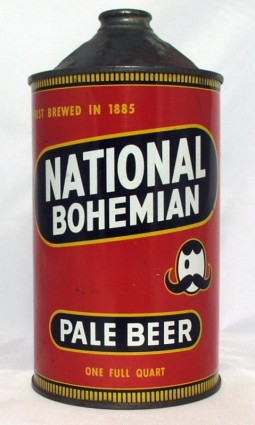 FIRST BREWED IN 1885
NATIONAL
BOHEMIAN
PALE BEER
ONE FULL QUART